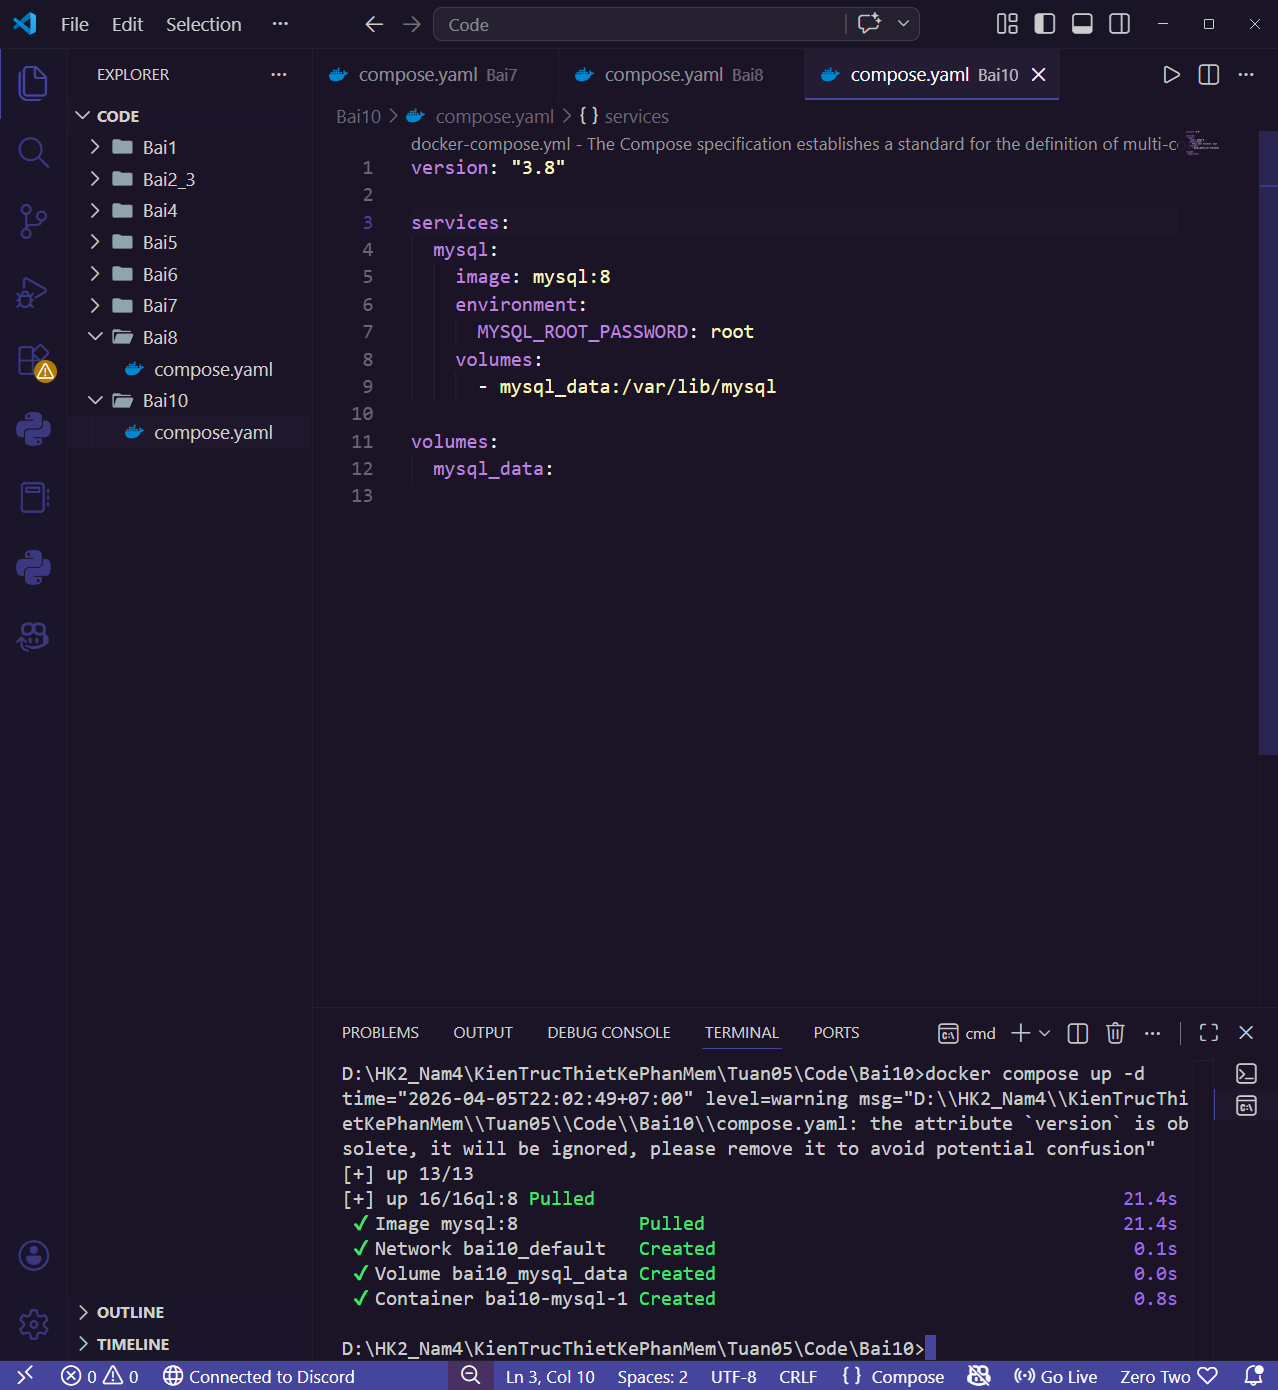 File Edit Selection ··· Code
EXPLORER ···
CODE
Bai1
Bai2_3
Bai4
Bai5
Bai6
Bai7
Bai8
compose.yaml
Bai10
compose.yaml
OUTLINE
TIMELINE
compose.yaml Bai7 compose.yaml Bai8 compose.yaml Bai10
Bai10 > compose.yaml > { } services
docker-compose.yml - The Compose specification establishes a standard for the definition of multi-c
1 version: "3.8"
2
3 services:
4 mysql:
5 image: mysql:8
6 environment:
7 MYSQL_ROOT_PASSWORD: root
8 volumes:
9 - mysql_data:/var/lib/mysql
10
11 volumes:
12 mysql_data:
13
PROBLEMS OUTPUT DEBUG CONSOLE TERMINAL PORTS cmd
D:\HK2_Nam4\KienTrucThietKePhanMem\Tuan05\Code\Bai10>docker compose up -d
time="2026-04-05T22:02:49+07:00" level=warning msg="D:\\HK2_Nam4\\KienTrucThi
etKePhanMem\\Tuan05\\Code\\Bai10\\compose.yaml: the attribute `version` is ob
solete, it will be ignored, please remove it to avoid potential confusion"
[+] up 13/13
[+] up 16/16ql:8 Pulled 21.4s
✔ Image mysql:8 Pulled 21.4s
✔ Network bai10_default Created 0.1s
✔ Volume bai10_mysql_data Created 0.0s
✔ Container bai10-mysql-1 Created 0.8s
D:\HK2_Nam4\KienTrucThietKePhanMem\Tuan05\Code\Bai10>
0 0 Connected to Discord Ln 3, Col 10 Spaces: 2 UTF-8 CRLF { } Compose Go Live Zero Two